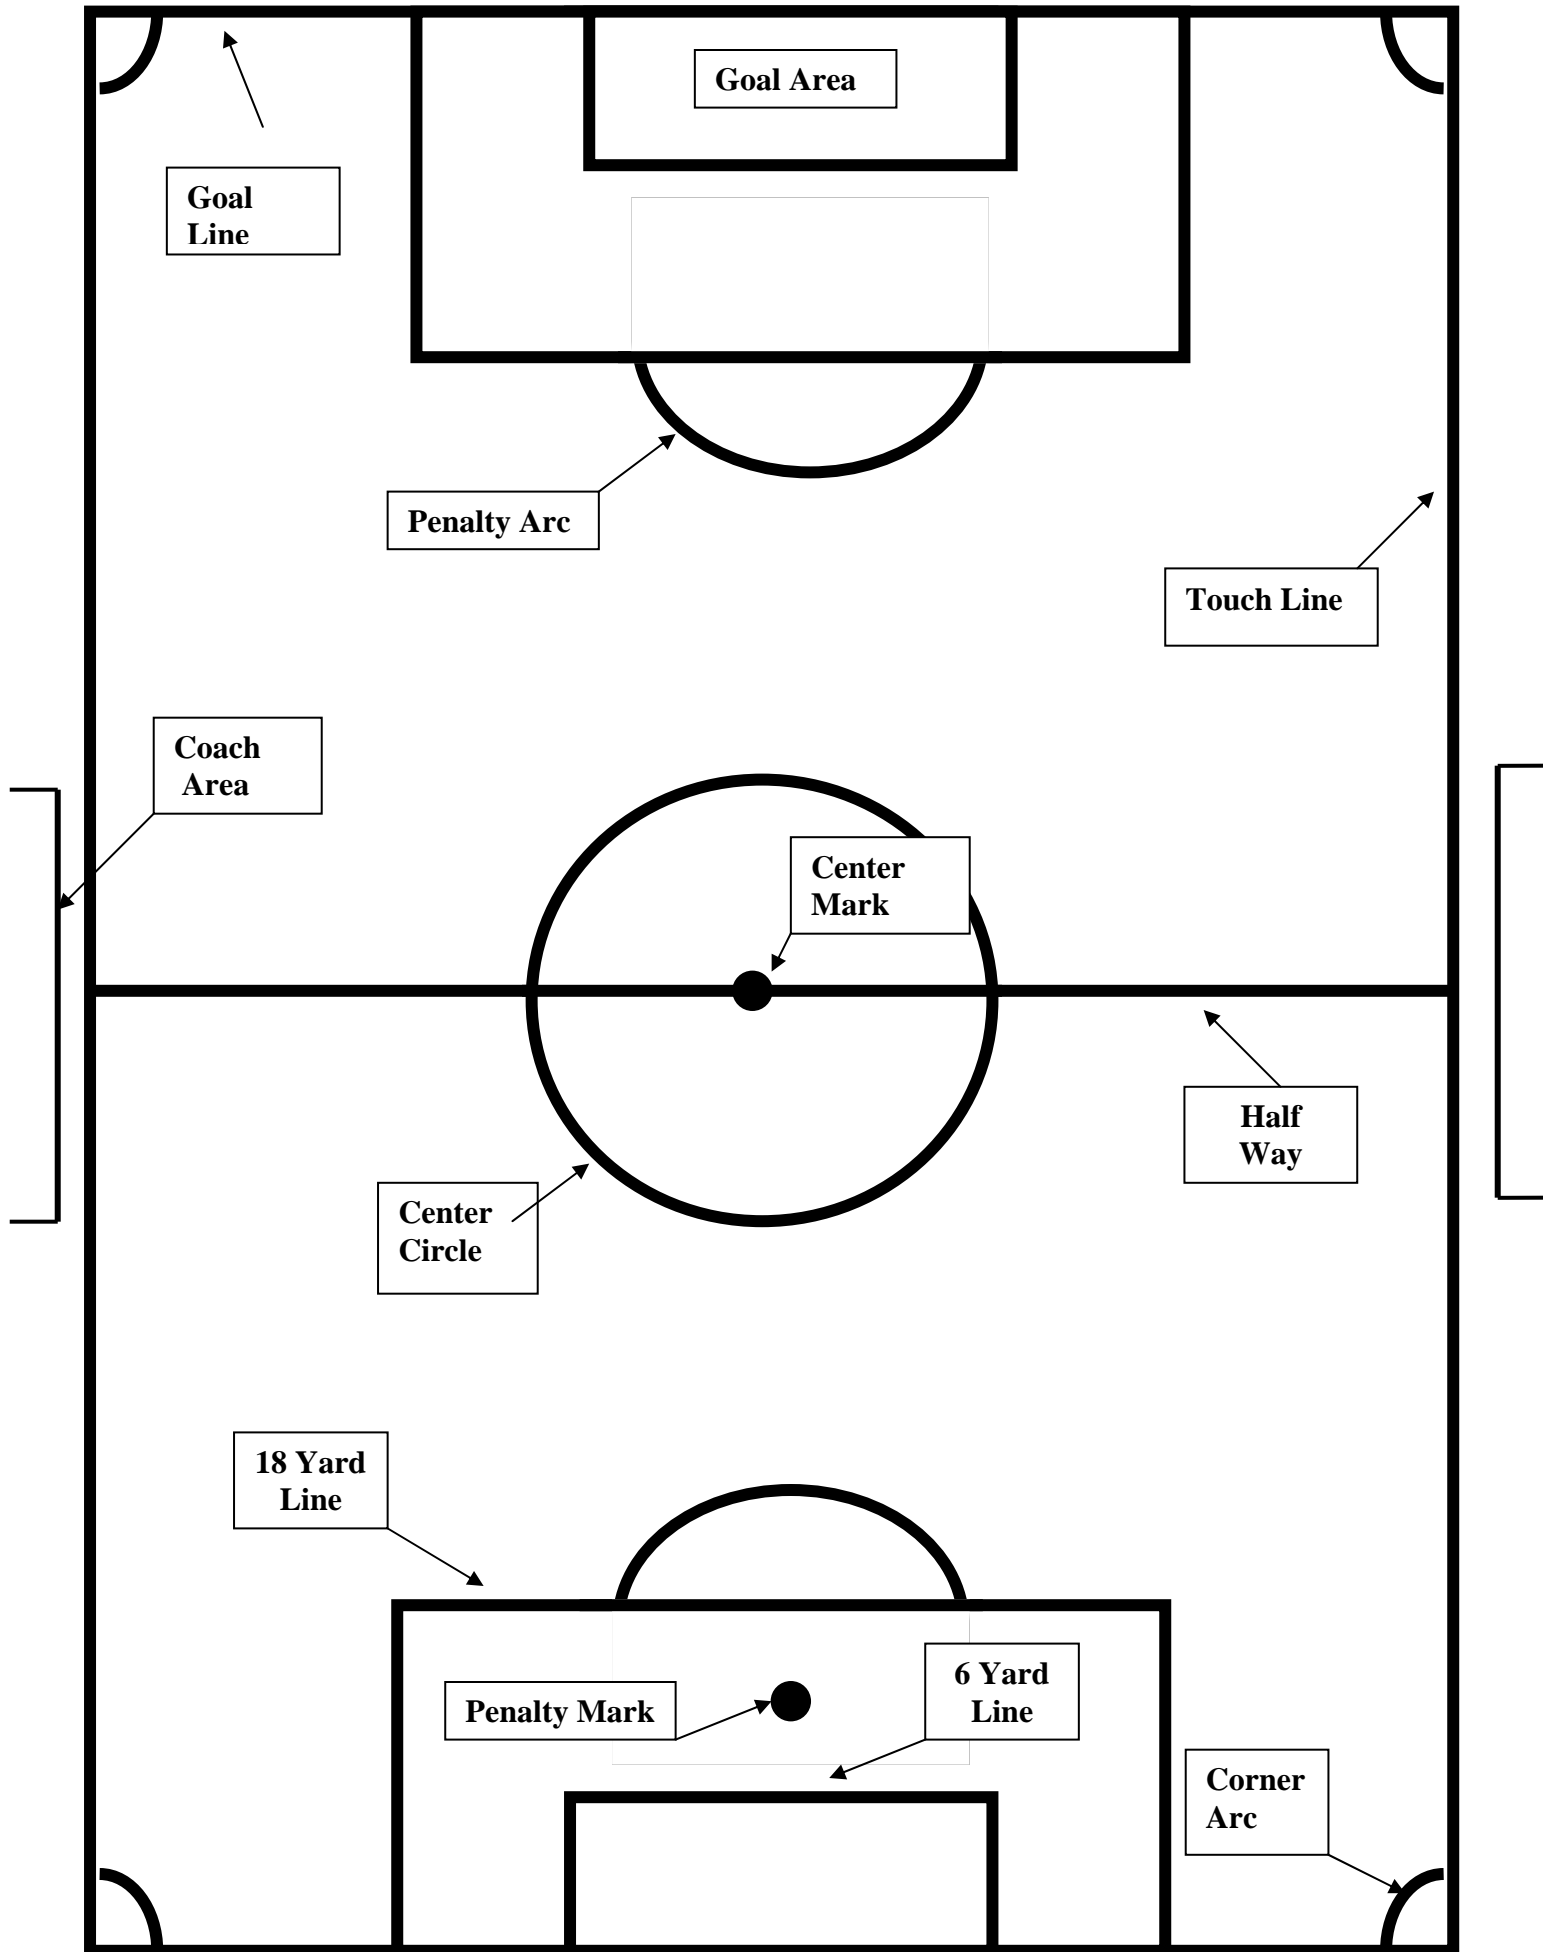 Goal Area
Goal
Line
Penalty Arc
Touch Line
Coach
Area
Center
Mark
Half
Way
Center
Circle
18 Yard
Line
6 Yard
Line
Penalty Mark
Corner
Arc